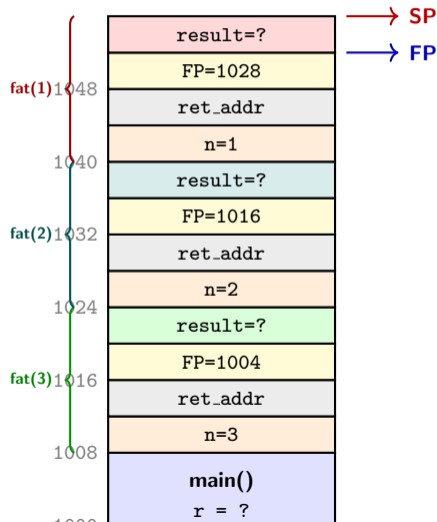 result=?
SP
FP=1028
FP
fat(1)
1048
ret_addr
n=1
1040
result=?
FP=1016
fat(2)
1032
ret_addr
n=2
1024
result=?
FP=1004
fat(3)
1016
ret_addr
n=3
1008
main()
r = ?